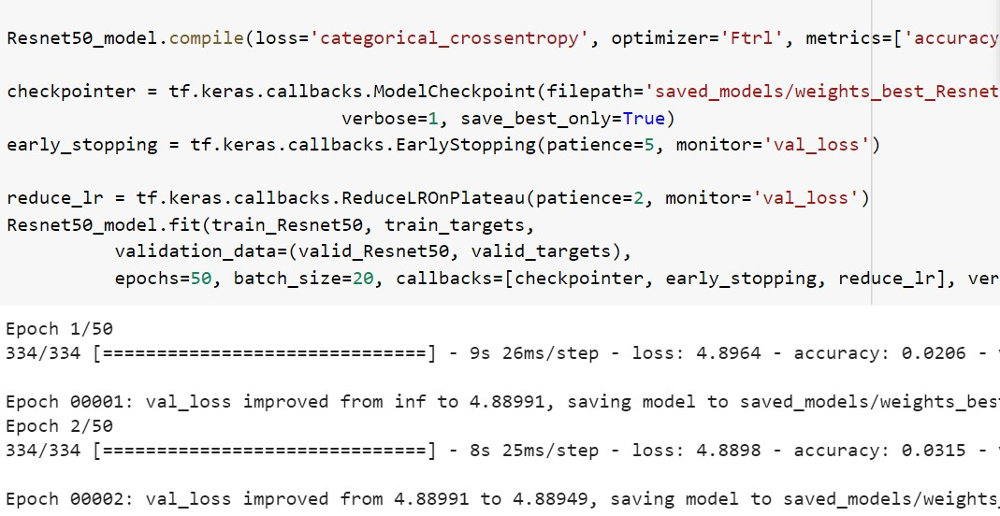 Resnet50_model.compile(loss='categorical_crossentropy', optimizer='Ftrl', metrics=['accuracy
checkpointer = tf.keras.callbacks.ModelCheckpoint(filepath='saved_models/weights_best_Resnet
verbose=1, save_best_only=True)
early_stopping = tf.keras.callbacks.EarlyStopping(patience=5, monitor='val_loss')
reduce_lr = tf.keras.callbacks.ReduceLROnPlateau(patience=2, monitor='val_loss')
Resnet50_model.fit(train_Resnet50, train_targets,
validation_data=(valid_Resnet50, valid_targets),
epochs=50, batch_size=20, callbacks=[checkpointer, early_stopping, reduce_lr], ver
Epoch 1/50
334/334 [==============================] - 9s 26ms/step - loss: 4.8964 - accuracy: 0.0206 -
Epoch 00001: val_loss improved from inf to 4.88991, saving model to saved_models/weights_bes
Epoch 2/50
334/334 [==============================] - 8s 25ms/step - loss: 4.8898 - accuracy: 0.0315 -
Epoch 00002: val_loss improved from 4.88991 to 4.88949, saving model to saved_models/weights_